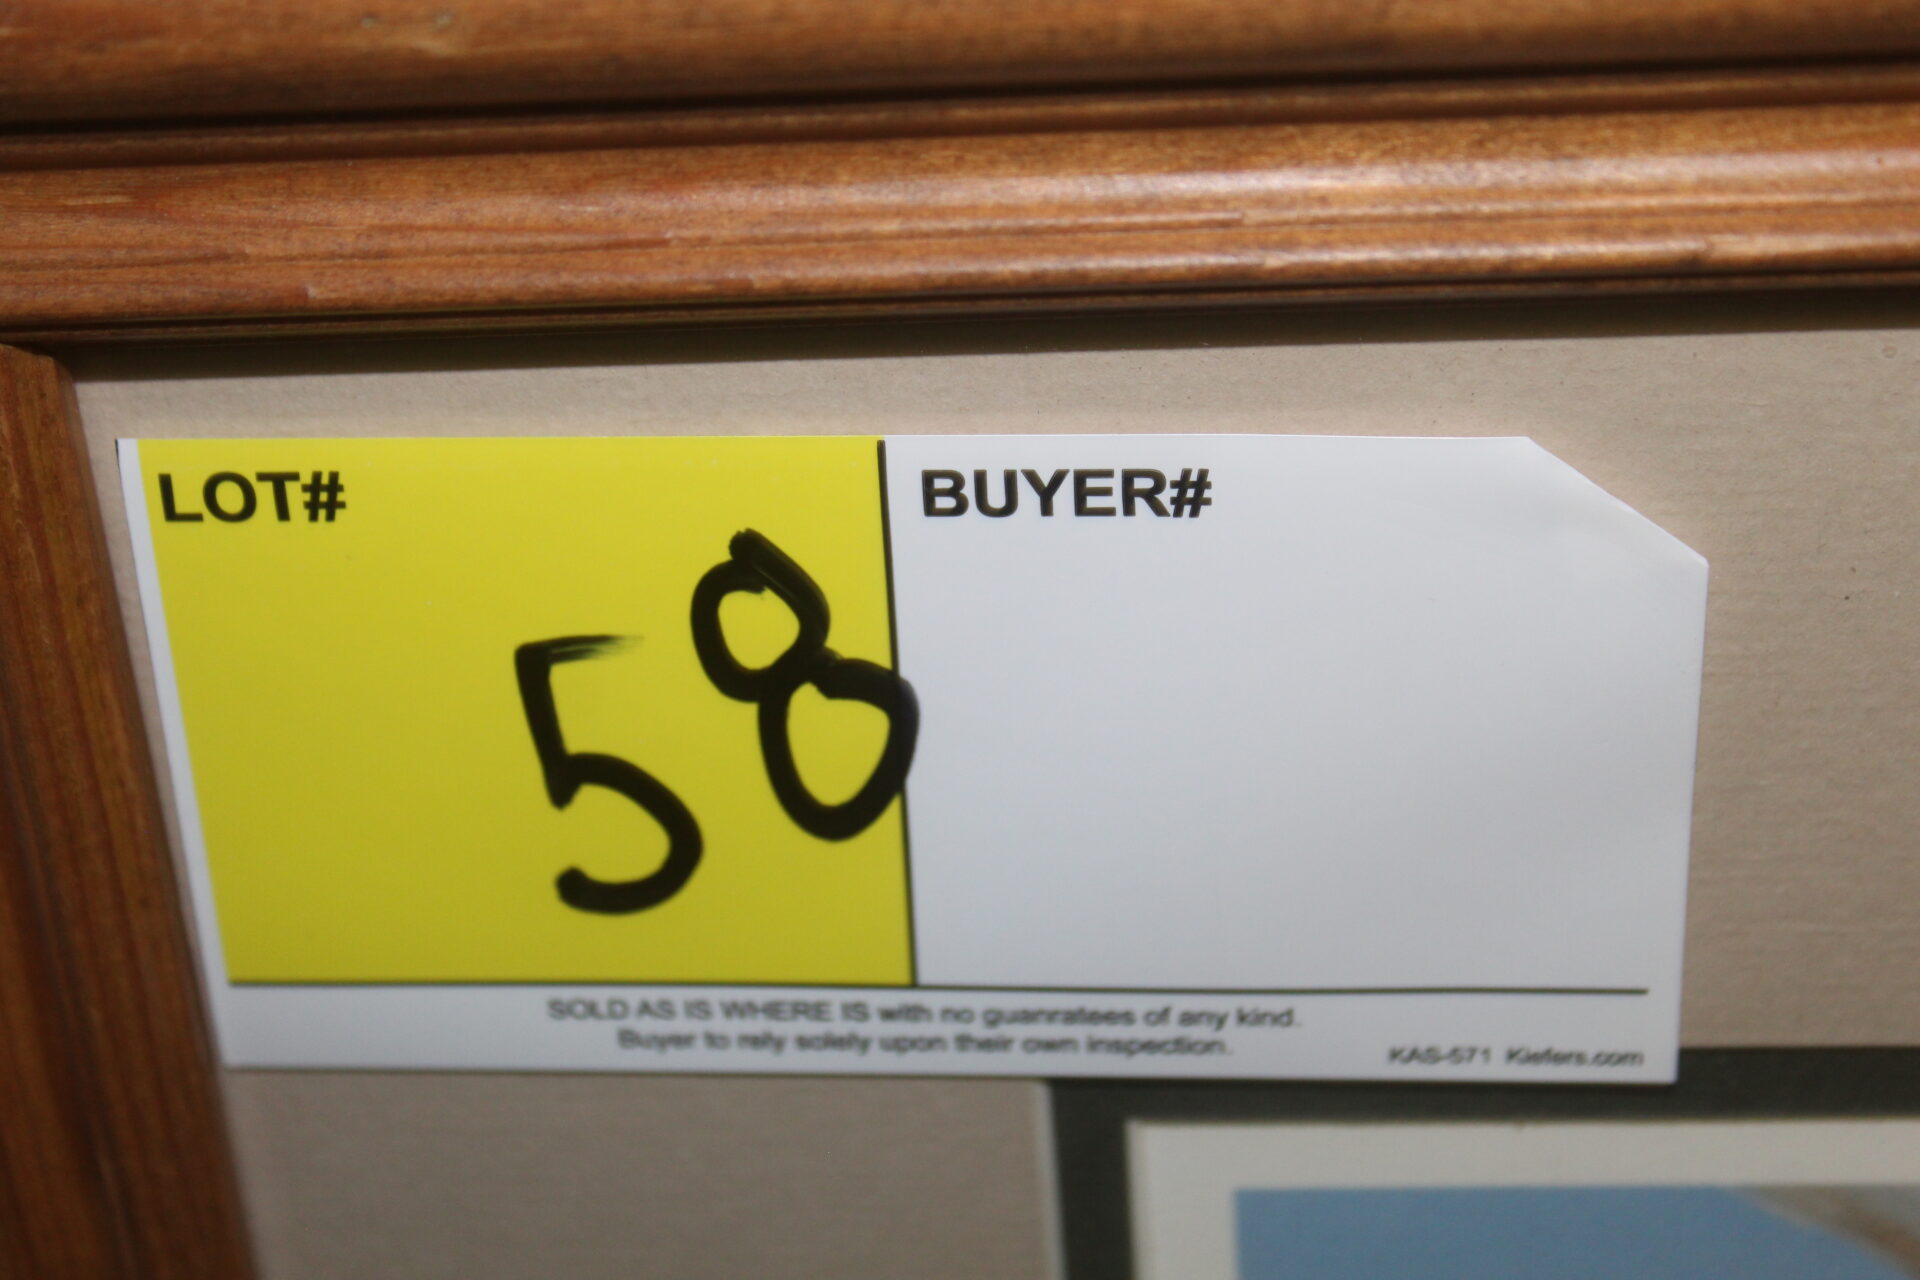 LOT# BUYER#
58
SOLD AS IS WHERE IS with no guanratees of any kind.
Buyer to rely solely upon their own inspection.
KAS-571 Kiefers.com